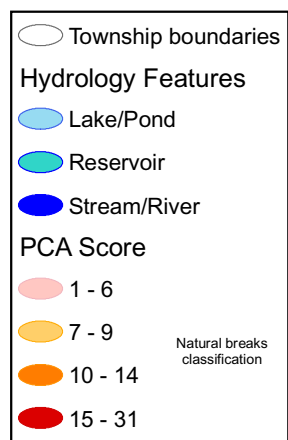 Township boundaries
Hydrology Features
Lake/Pond
Reservoir
Stream/River
PCA Score
1 - 6
7 - 9
10 - 14
15 - 31
Natural breaks
classification